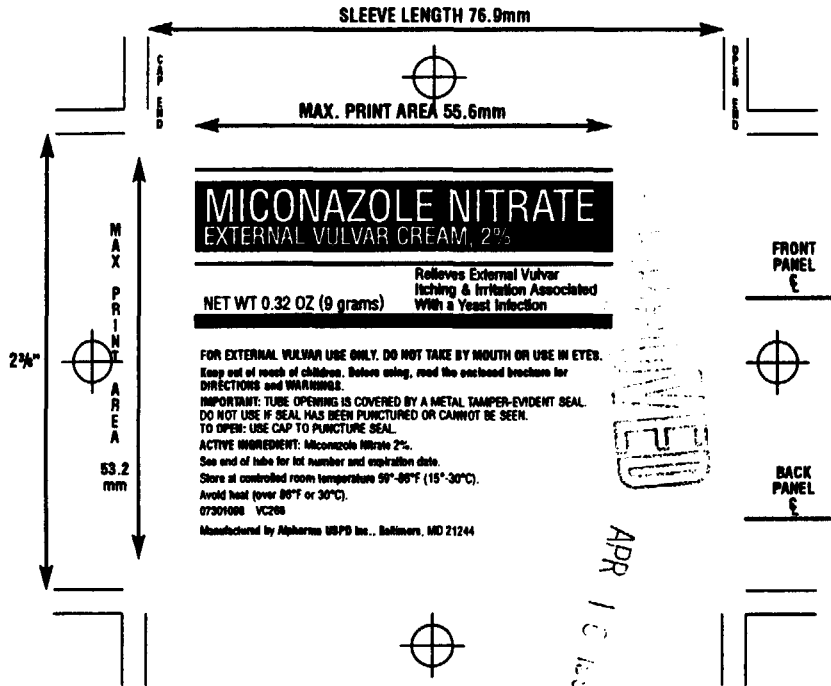 SLEEVE LENGTH 76.9mm
CAP END
OPEN END
MAX. PRINT AREA 55.6mm
MICONAZOLE NITRATE
EXTERNAL VULVAR CREAM, 2%
NET WT 0.32 OZ (9 grams)
Relieves External Vulvar
Itching & Irritation Associated
With a Yeast Infection
FRONT
PANEL
MAX PRINT AREA
53.2
mm
2⅜"
FOR EXTERNAL VULVAR USE ONLY. DO NOT TAKE BY MOUTH OR USE IN EYES.
Keep out of reach of children. Before using, read the enclosed brochure for
DIRECTIONS and WARNINGS.
IMPORTANT: TUBE OPENING IS COVERED BY A METAL TAMPER-EVIDENT SEAL.
DO NOT USE IF SEAL HAS BEEN PUNCTURED OR CANNOT BE SEEN.
TO OPEN: USE CAP TO PUNCTURE SEAL.
ACTIVE INGREDIENT: Miconazole Nitrate 2%.
See end of tube for lot number and expiration date.
Store at controlled room temperature 59°-86°F (15°-30°C).
Avoid heat (over 86°F or 30°C).
VC266
Manufactured by Alpharma USPD Inc., Baltimore, MD 21244
BACK
PANEL
APR 16